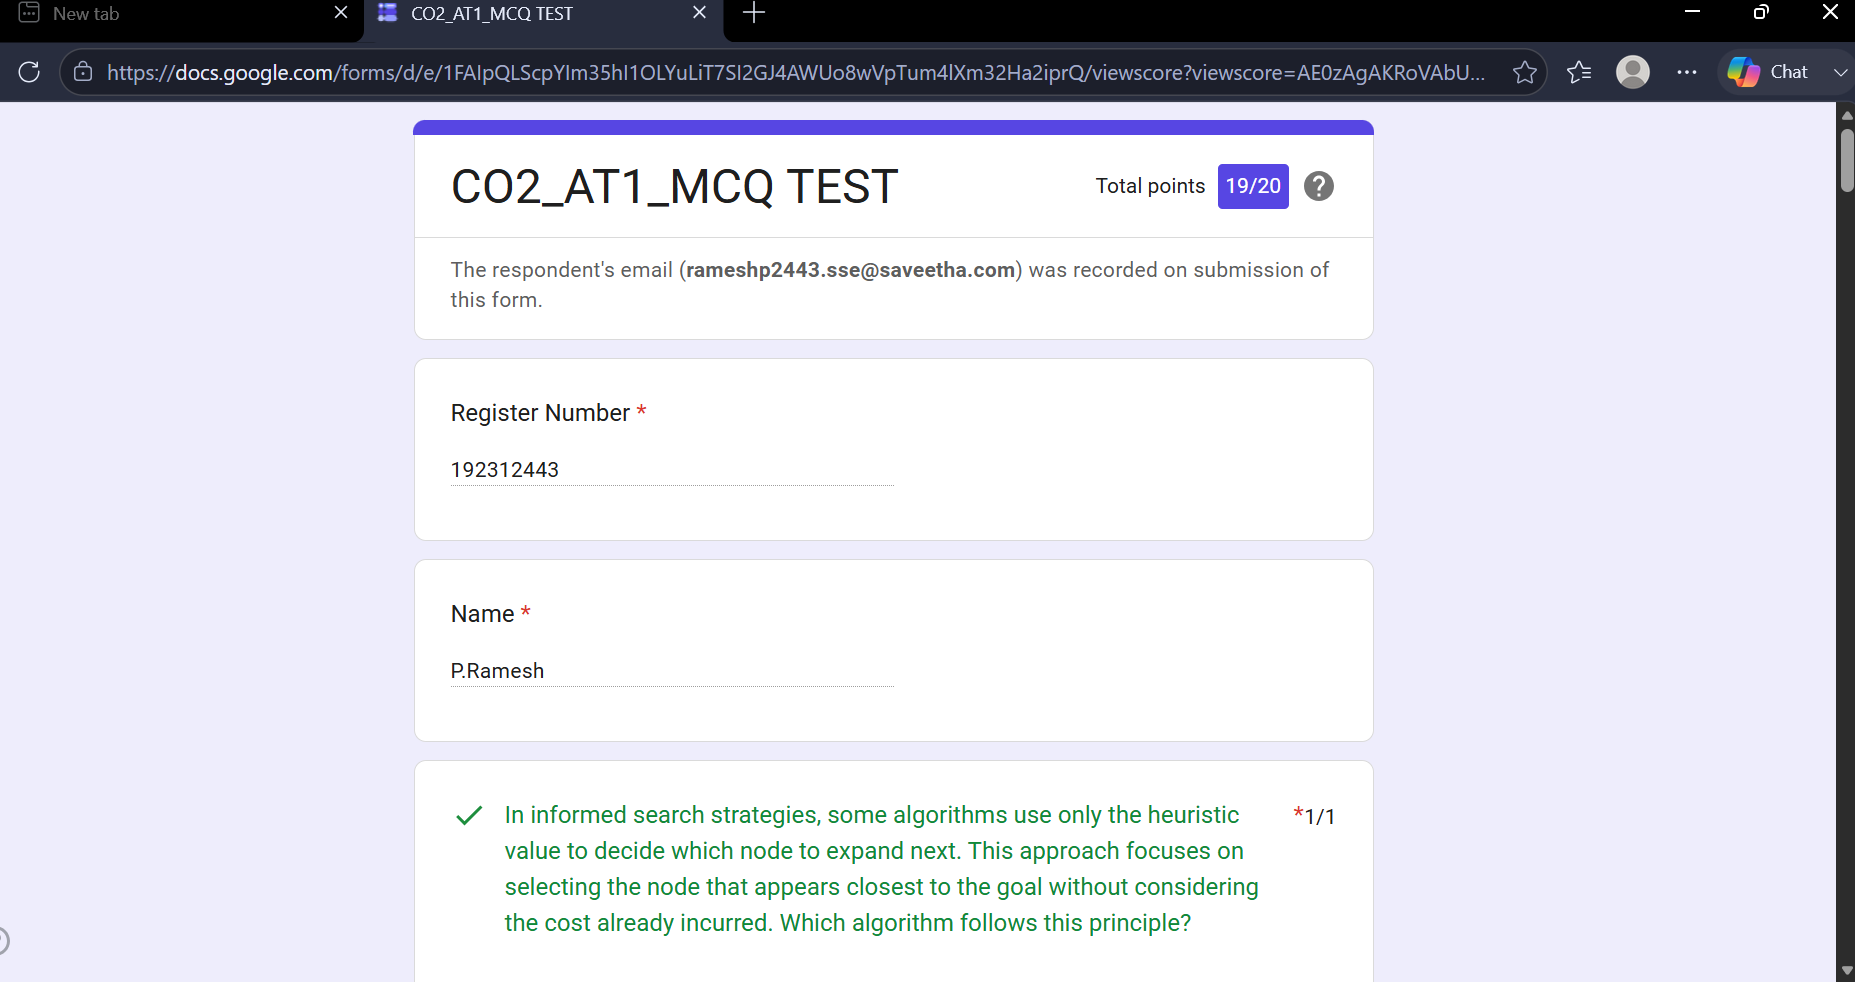 New tab
CO2_AT1_MCQ TEST
https://docs.google.com/forms/d/e/1FAIpQLScpYIm35hI1OLYuLiT7SI2GJ4AWUo8wVpTum4lXm32Ha2iprQ/viewscore?viewscore=AE0zAgAKRoVAbU...
Chat
CO2_AT1_MCQ TEST
Total points 19/20
The respondent's email (rameshp2443.sse@saveetha.com) was recorded on submission of
this form.
Register Number *
192312443
Name *
P.Ramesh
In informed search strategies, some algorithms use only the heuristic *1/1
value to decide which node to expand next. This approach focuses on
selecting the node that appears closest to the goal without considering
the cost already incurred. Which algorithm follows this principle?